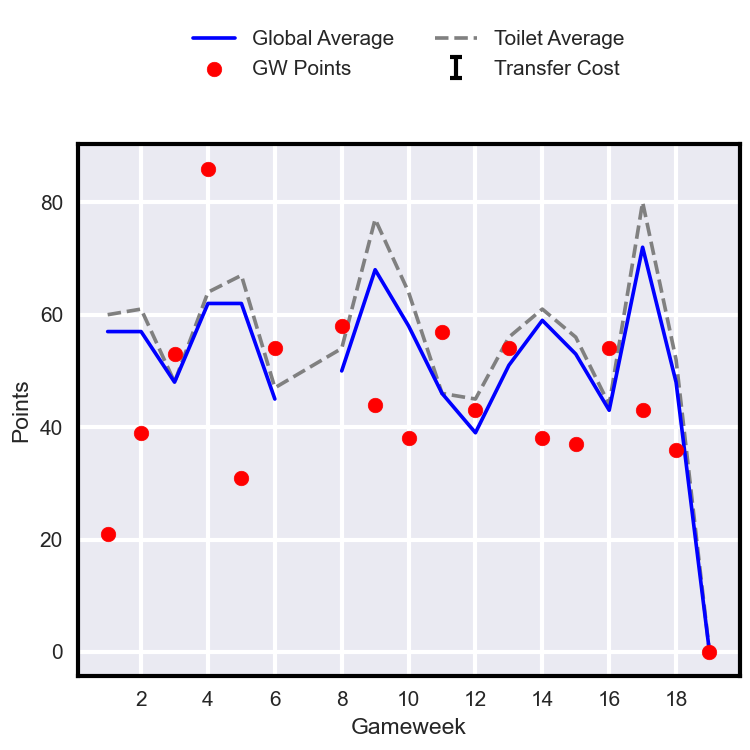 Global Average Toilet Average
GW Points Transfer Cost
80
60
40
20
0
Points
2 4 6 8 10 12 14 16 18
Gameweek